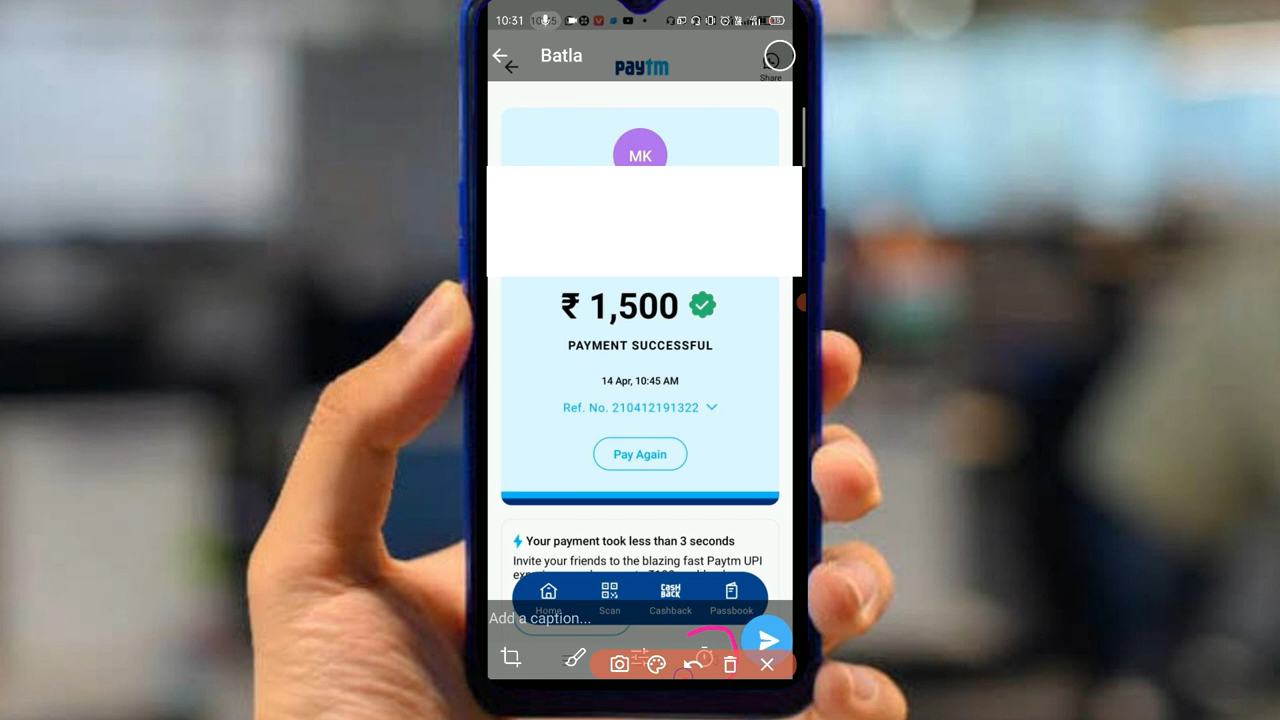 10:31
Batla
paytm
Share
MK
₹ 1,500
PAYMENT SUCCESSFUL
14 Apr, 10:45 AM
Ref. No. 210412191322
Pay Again
Your payment took less than 3 seconds
Invite your friends to the blazing fast Paytm UPI
Home
Scan
CASH BACK
Cashback
Passbook
Add a caption...